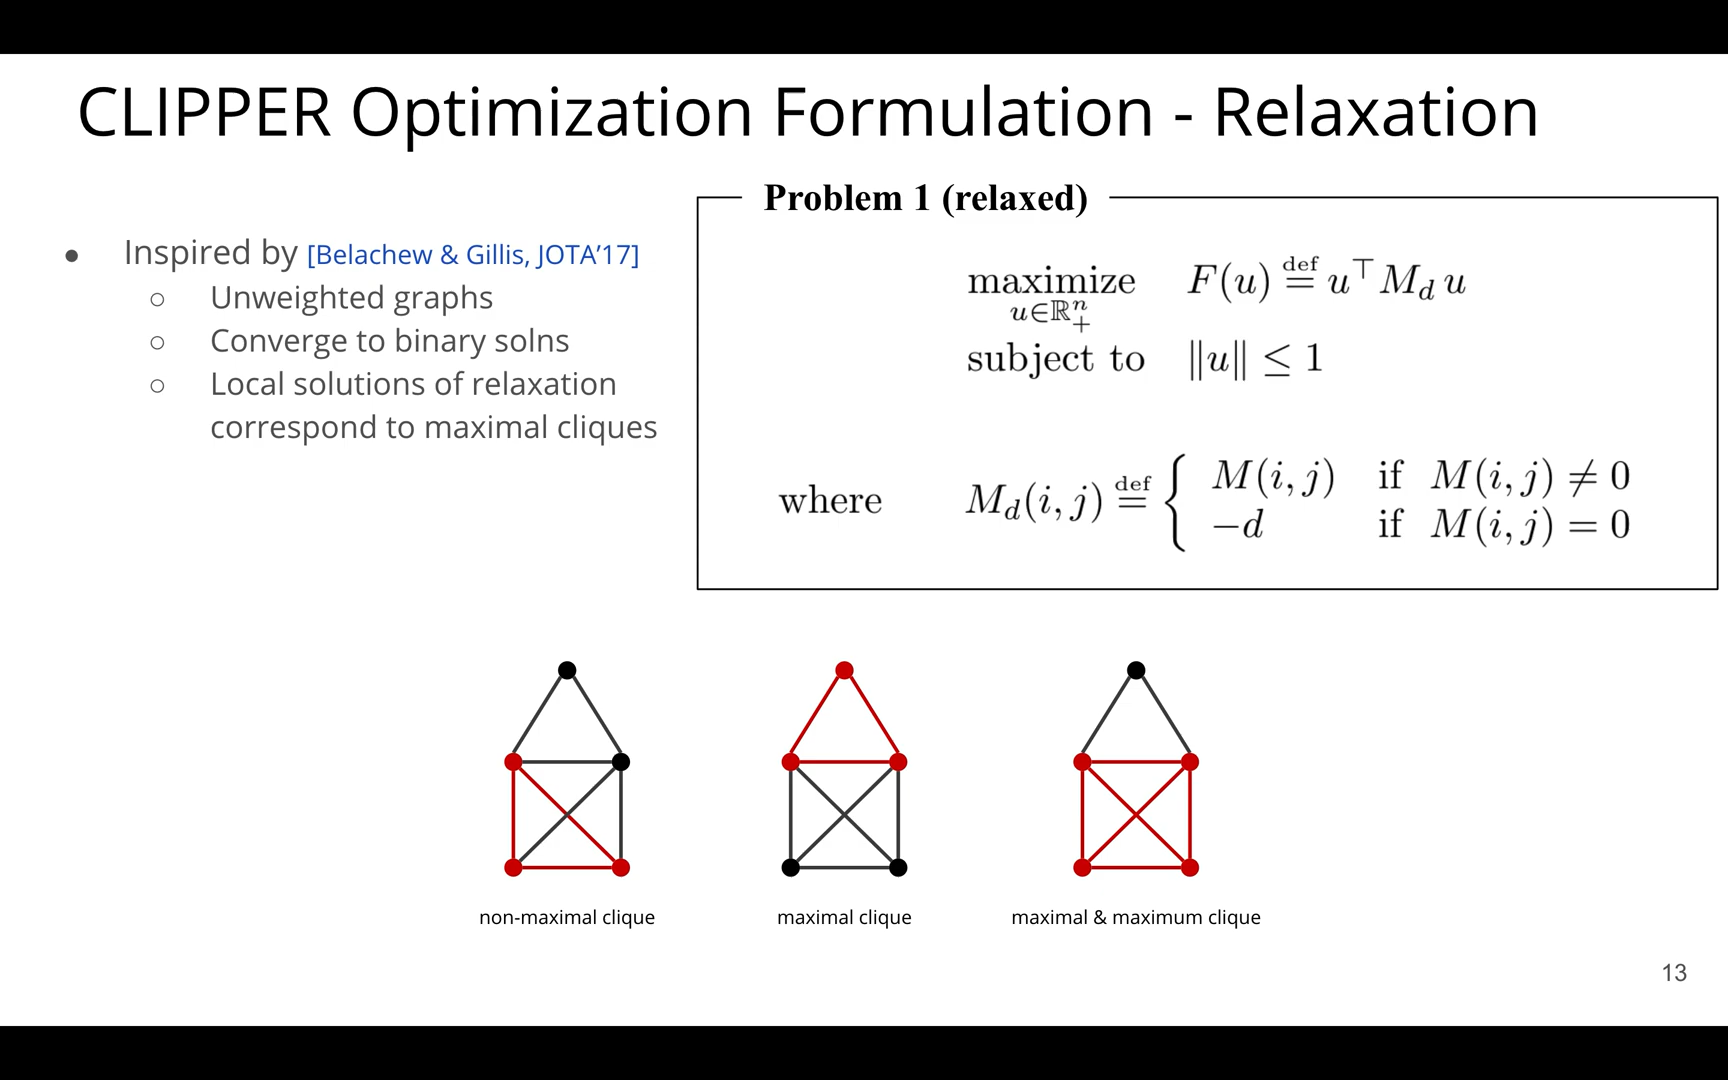 CLIPPER Optimization Formulation - Relaxation
● Inspired by [Belachew & Gillis, JOTA’17]
○ Unweighted graphs
○ Converge to binary solns
○ Local solutions of relaxation
correspond to maximal cliques
Problem 1 (relaxed)
maximize F(u) def= u⊤ M_d u
u∈ℝ₊ⁿ
subject to ‖u‖ ≤ 1
where M_d(i, j) def= { M(i, j) if M(i, j) ≠ 0
−d if M(i, j) = 0
non-maximal clique
maximal clique
maximal & maximum clique
13